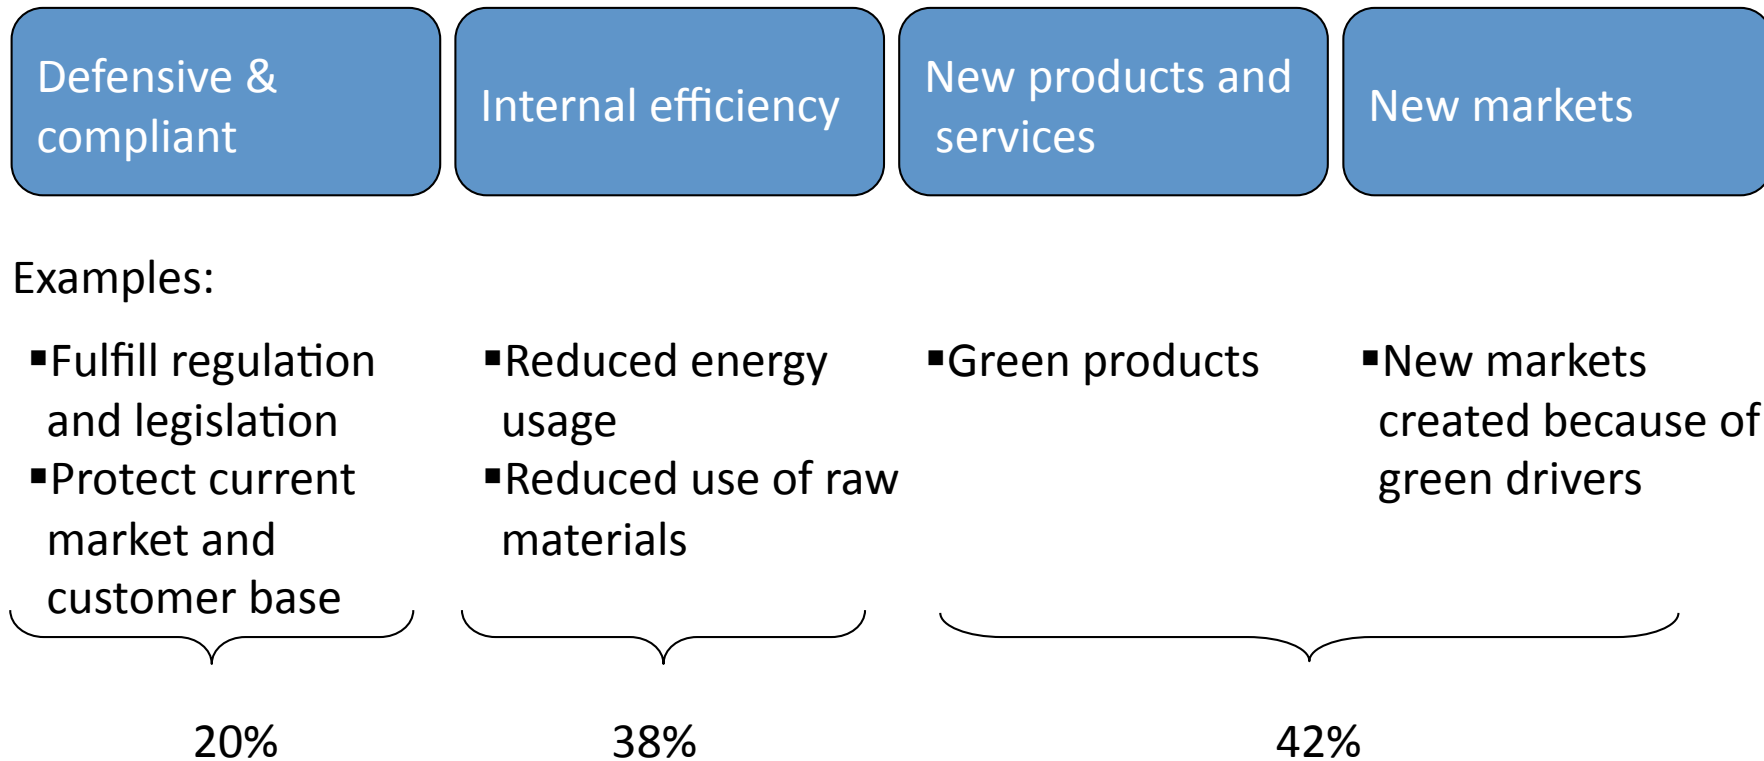 Defensive &
compliant
Internal efficiency
New products and
services
New markets
Examples:
▪Fulfill regulation
and legislation
▪Protect current
market and
customer base
▪Reduced energy
usage
▪Reduced use of raw
materials
▪Green products
▪New markets
created because of
green drivers
20%
38%
42%